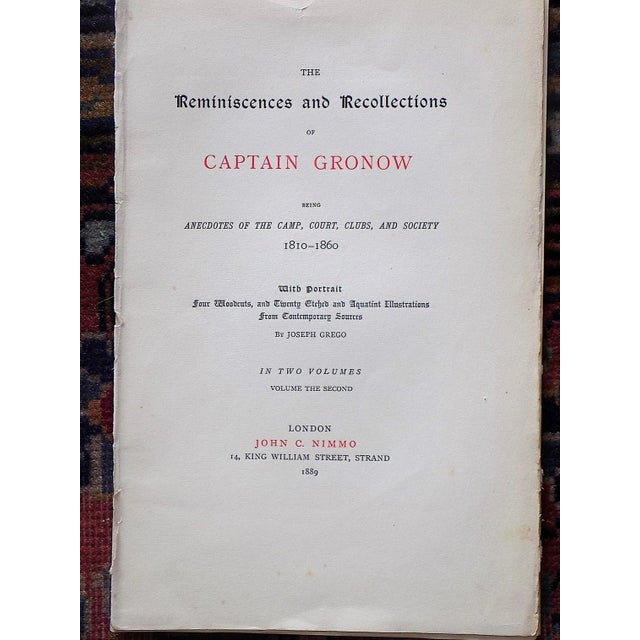 THE
Reminiscences and Recollections
OF
CAPTAIN GRONOW
BEING
ANECDOTES OF THE CAMP, COURT, CLUBS, AND SOCIETY
1810–1860
With Portrait
Four Woodcuts, and Twenty Etched and Aquatint Illustrations
From Contemporary Sources
BY JOSEPH GREGO
IN TWO VOLUMES
VOLUME THE SECOND
LONDON
JOHN C. NIMMO
14, KING WILLIAM STREET, STRAND
1889